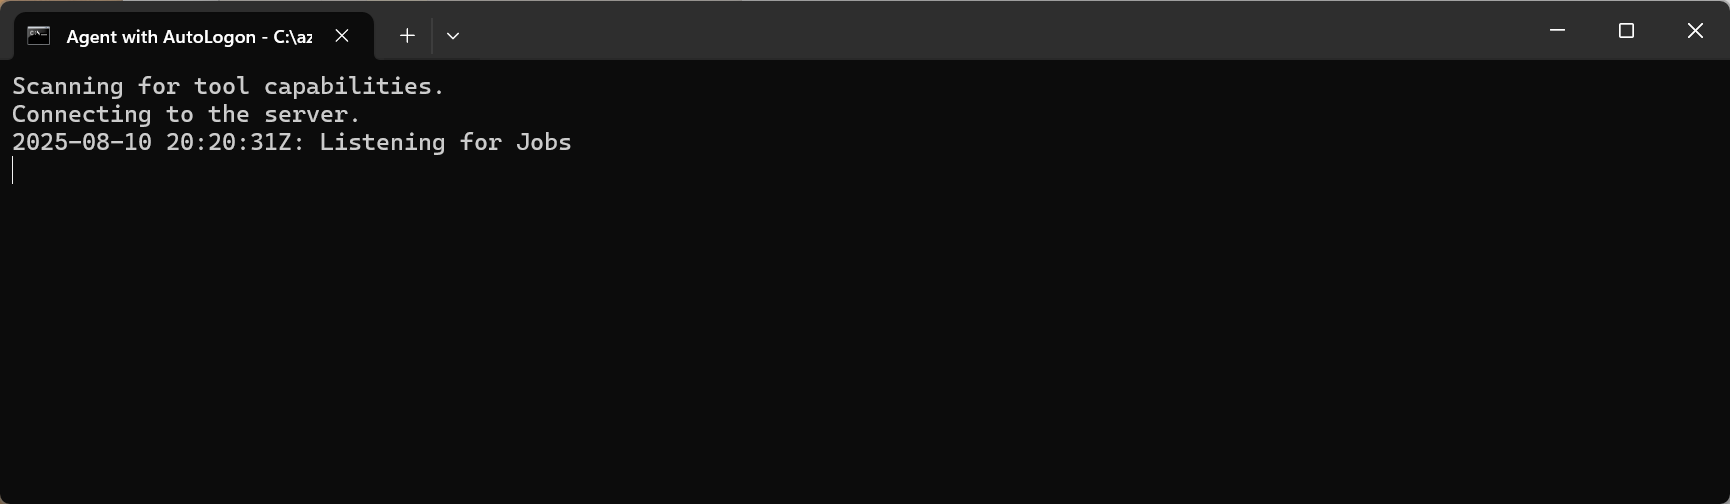 Agent with AutoLogon - C:\az
Scanning for tool capabilities.
Connecting to the server.
2025-08-10 20:20:31Z: Listening for Jobs